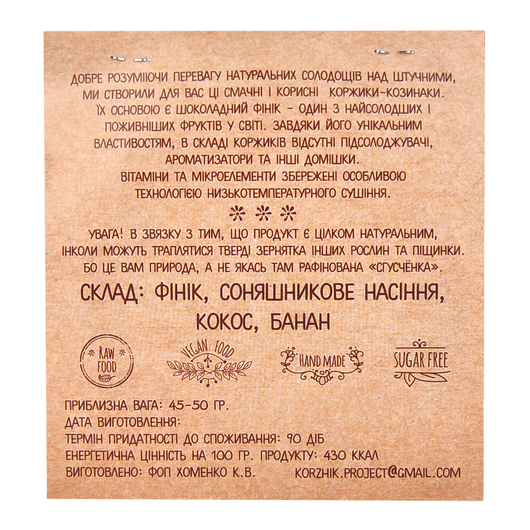 ДОБРЕ РОЗУМІЮЧИ ПЕРЕВАГУ НАТУРАЛЬНИХ СОЛОДОЩІВ НАД ШТУЧНИМИ,
МИ СТВОРИЛИ ДЛЯ ВАС ЦІ СМАЧНІ І КОРИСНІ КОРЖИКИ-КОЗИНАКИ.
ЇХ ОСНОВОЮ Є ШОКОЛАДНИЙ ФІНІК - ОДИН З НАЙСОЛОДШИХ І
ПОЖИВНІШИХ ФРУКТІВ У СВІТІ. ЗАВДЯКИ ЙОГО УНІКАЛЬНИМ
ВЛАСТИВОСТЯМ, В СКЛАДІ КОРЖИКІВ ВІДСУТНІ ПІДСОЛОДЖУВАЧІ,
АРОМАТИЗАТОРИ ТА ІНШІ ДОМІШКИ.
ВІТАМІНИ ТА МІКРОЕЛЕМЕНТИ ЗБЕРЕЖЕНІ ОСОБЛИВОЮ
ТЕХНОЛОГІЄЮ НИЗЬКОТЕМПЕРАТУРНОГО СУШІННЯ.
* * *
УВАГА! В ЗВЯЗКУ З ТИМ, ЩО ПРОДУКТ Є ЦІЛКОМ НАТУРАЛЬНИМ,
ІНКОЛИ МОЖУТЬ ТРАПЛЯТИСЯ ТВЕРДІ ЗЕРНЯТКА ІНШИХ РОСЛИН ТА ПІЩИНКИ.
БО ЦЕ ВАМ ПРИРОДА, А НЕ ЯКАСЬ ТАМ РАФІНОВАНА «СГУСЧЁНКА».
СКЛАД: ФІНІК, СОНЯШНИКОВЕ НАСІННЯ,
КОКОС, БАНАН
RAW FOOD VEGAN FOOD HAND MADE SUGAR FREE
ПРИБЛИЗНА ВАГА: 45-50 ГР.
ДАТА ВИГОТОВЛЕННЯ:
ТЕРМІН ПРИДАТНОСТІ ДО СПОЖИВАННЯ: 90 ДІБ
ЕНЕРГЕТИЧНА ЦІННІСТЬ НА 100 ГР. ПРОДУКТУ: 430 ККАЛ
ВИГОТОВЛЕНО: ФОП ХОМЕНКО К.В. KORZHIK.PROJECT@GMAIL.COM